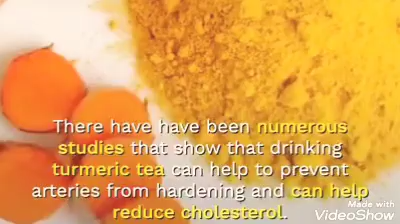 There have have been numerous
studies that show that drinking
turmeric tea can help to prevent
arteries from hardening and can help
reduce cholesterol.
Made with
VideoShow